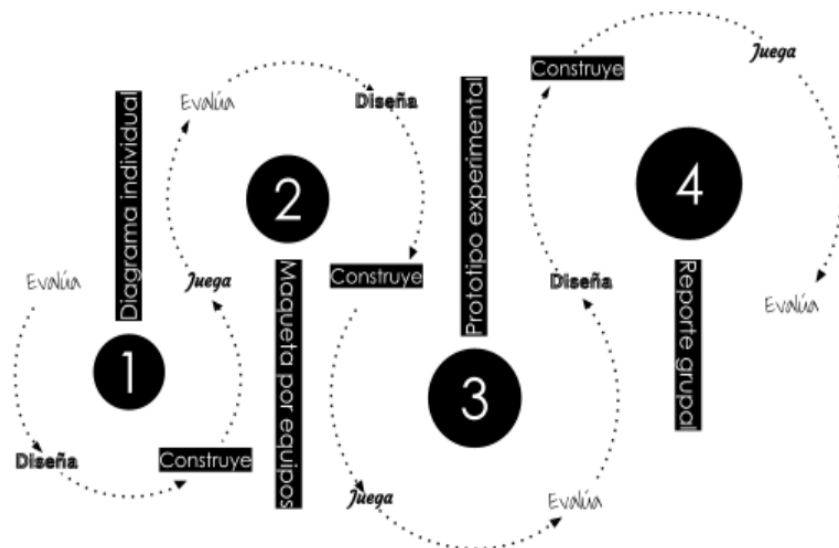 Evalúa
Diseña
Construye
Juega
Diagrama individual
1
Evalúa
Diseña
Construye
2
Maqueta por equipos
Juega
Evalúa
Diseña
Prototipo experimental
3
Construye
Juega
Evalúa
4
Reporte grupal